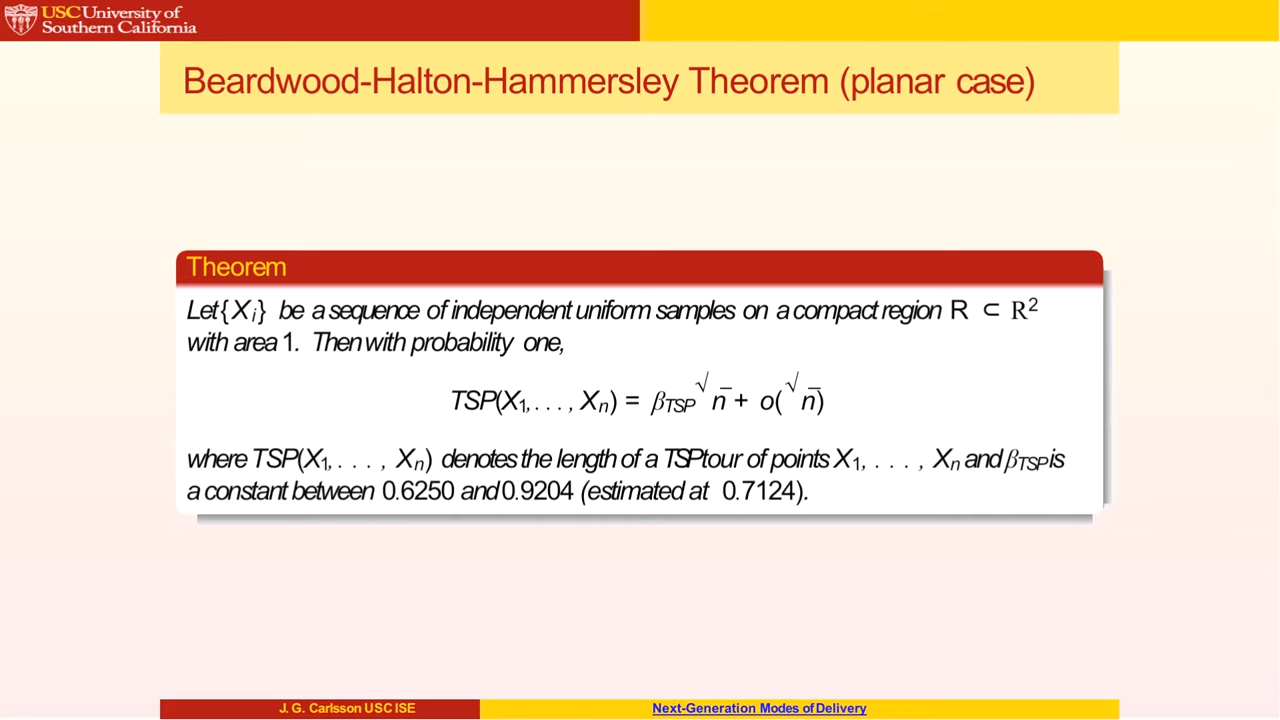 USC University of
Southern California
Beardwood-Halton-Hammersley Theorem (planar case)
Theorem
Let {Xᵢ} be a sequence of independent uniform samples on a compact region R ⊂ ℝ²
with area 1. Then with probability one,
TSP(X₁, . . . , Xₙ) = β_TSP √n + o(√n)
where TSP(X₁, . . . , Xₙ) denotes the length of a TSP tour of points X₁, . . . , Xₙ and β_TSP is
a constant between 0.6250 and 0.9204 (estimated at 0.7124).
J. G. Carlsson USC ISE
Next-Generation Modes of Delivery